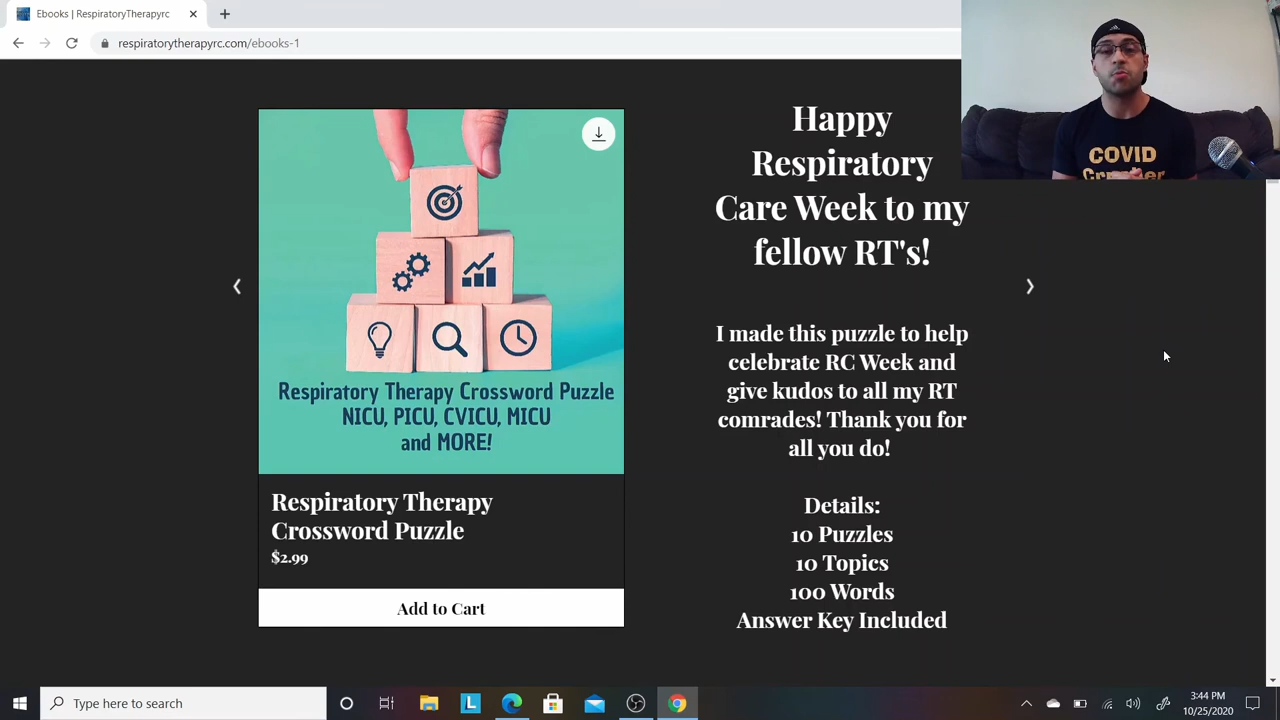 Ebooks | RespiratoryTherapyrc
respiratorytherapyrc.com/ebooks-1
COVID
Crusher
Happy
Respiratory
Care Week to my
fellow RT's!
Respiratory Therapy Crossword Puzzle
NICU, PICU, CVICU, MICU
and MORE!
I made this puzzle to help
celebrate RC Week and
give kudos to all my RT
comrades! Thank you for
all you do!
Respiratory Therapy
Crossword Puzzle
$2.99
Add to Cart
Details:
10 Puzzles
10 Topics
100 Words
Answer Key Included
Type here to search
L
3:44 PM
10/25/2020